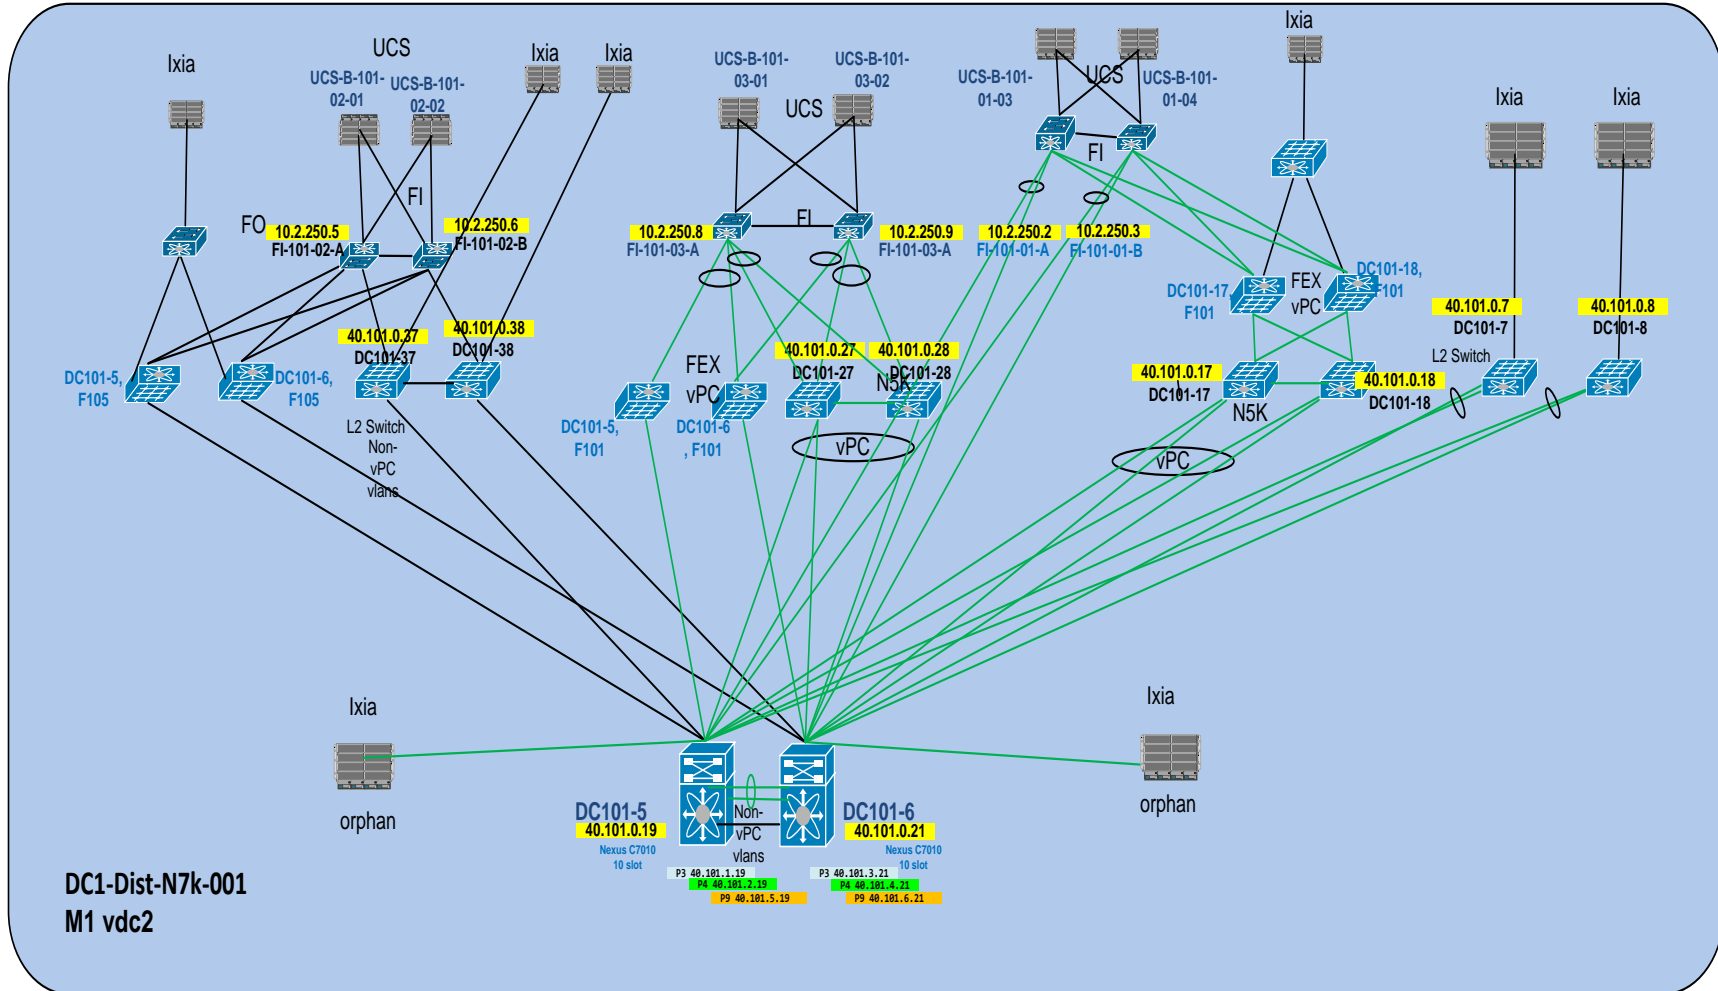 Ixia
UCS
UCS-B-101-
02-01
UCS-B-101-
02-02
Ixia
Ixia
UCS-B-101-
03-01
UCS-B-101-
03-02
UCS
UCS-B-101-
01-03
UCS
UCS-B-101-
01-04
Ixia
Ixia
Ixia
FI
FO
10.2.250.5
FI-101-02-A
10.2.250.6
FI-101-02-B
10.2.250.8
FI-101-03-A
FI
10.2.250.9
FI-101-03-A
FI
10.2.250.2
FI-101-01-A
10.2.250.3
FI-101-01-B
DC101-17,
F101
FEX
vPC
DC101-18,
F101
40.101.0.7
DC101-7
L2 Switch
40.101.0.8
DC101-8
DC101-5,
F105
DC101-6,
F105
40.101.0.37
DC101-37
40.101.0.38
DC101-38
L2 Switch
Non-
vPC
vlans
FEX
vPC
DC101-5,
F101
DC101-6
, F101
40.101.0.27
DC101-27
40.101.0.28
DC101-28
N5K
vPC
40.101.0.17
DC101-17
N5K
40.101.0.18
DC101-18
vPC
Ixia
orphan
Ixia
orphan
DC101-5
40.101.0.19
Nexus C7010
10 slot
Non-
vPC
vlans
DC101-6
40.101.0.21
Nexus C7010
10 slot
P3 40.101.1.19
P4 40.101.2.19
P9 40.101.5.19
P3 40.101.3.21
P4 40.101.4.21
P9 40.101.6.21
DC1-Dist-N7k-001
M1 vdc2